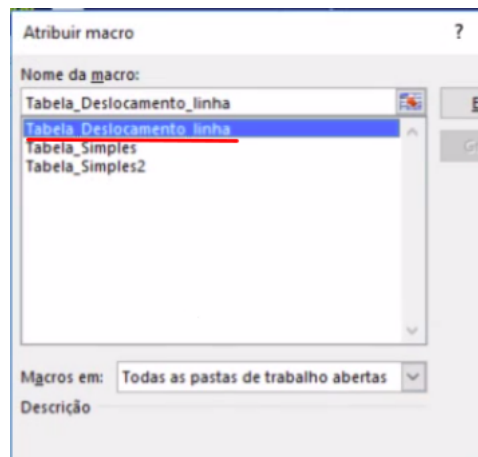 Atribuir macro ?
Nome da macro:
Tabela_Deslocamento_linha
Tabela_Deslocamento_linha
Tabela_Simples
Tabela_Simples2
Macros em: Todas as pastas de trabalho abertas
Descrição